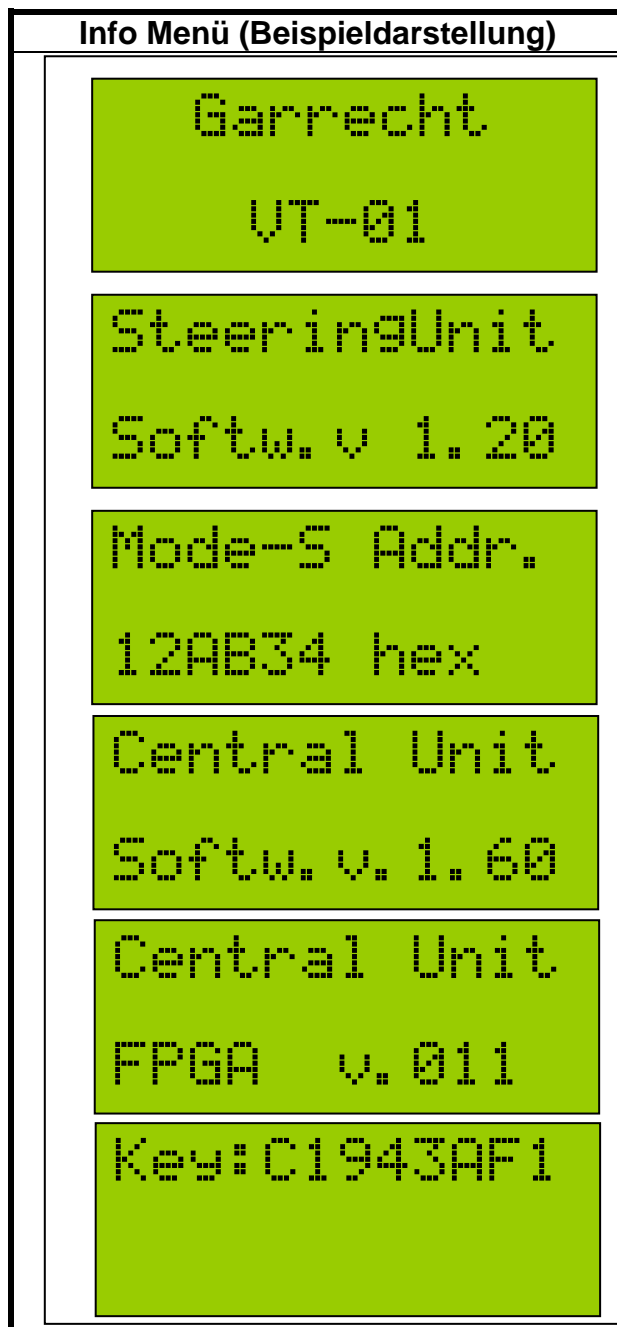 Info Menü (Beispieldarstellung)
Garrecht
VT-01
SteeringUnit
Softw.v 1.20
Mode-S Addr.
12AB34 hex
Central Unit
Softw.v.1.60
Central Unit
FPGA v.011
Key:C1943AF1